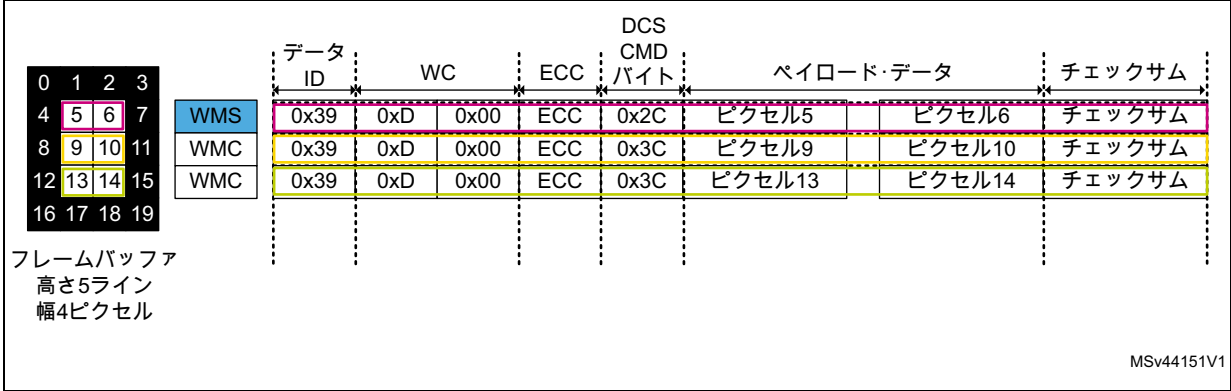 データ ID WC ECC DCS CMD バイト ペイロード･データ チェックサム
0 1 2 3
4 5 6 7 WMS 0x39 0xD 0x00 ECC 0x2C ピクセル5 ピクセル6 チェックサム
8 9 10 11 WMC 0x39 0xD 0x00 ECC 0x3C ピクセル9 ピクセル10 チェックサム
12 13 14 15 WMC 0x39 0xD 0x00 ECC 0x3C ピクセル13 ピクセル14 チェックサム
16 17 18 19
フレームバッファ
高さ5ライン
幅4ピクセル
MSv44151V1